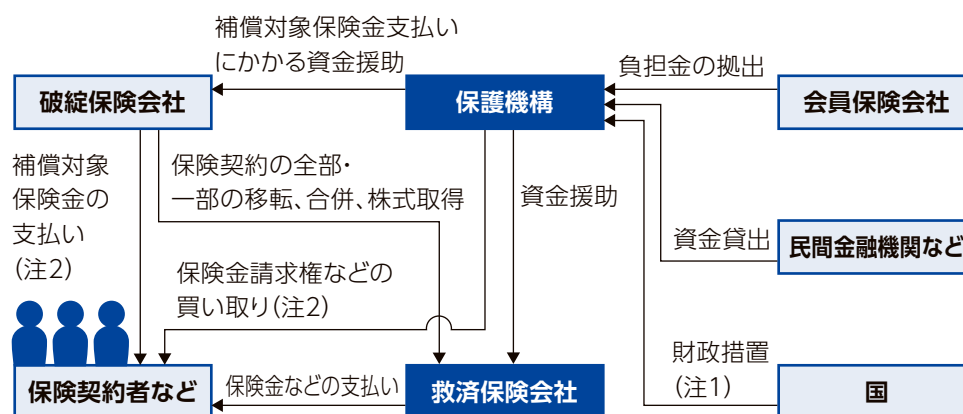 補償対象保険金支払い
にかかる資金援助
負担金の拠出
破綻保険会社
保護機構
会員保険会社
補償対象
保険金の
支払い
(注2)
保険契約の全部・
一部の移転、合併、株式取得
資金援助
資金貸出
民間金融機関など
保険金請求権などの
買い取り(注2)
財政措置
(注1)
保険契約者など
保険金などの支払い
救済保険会社
国